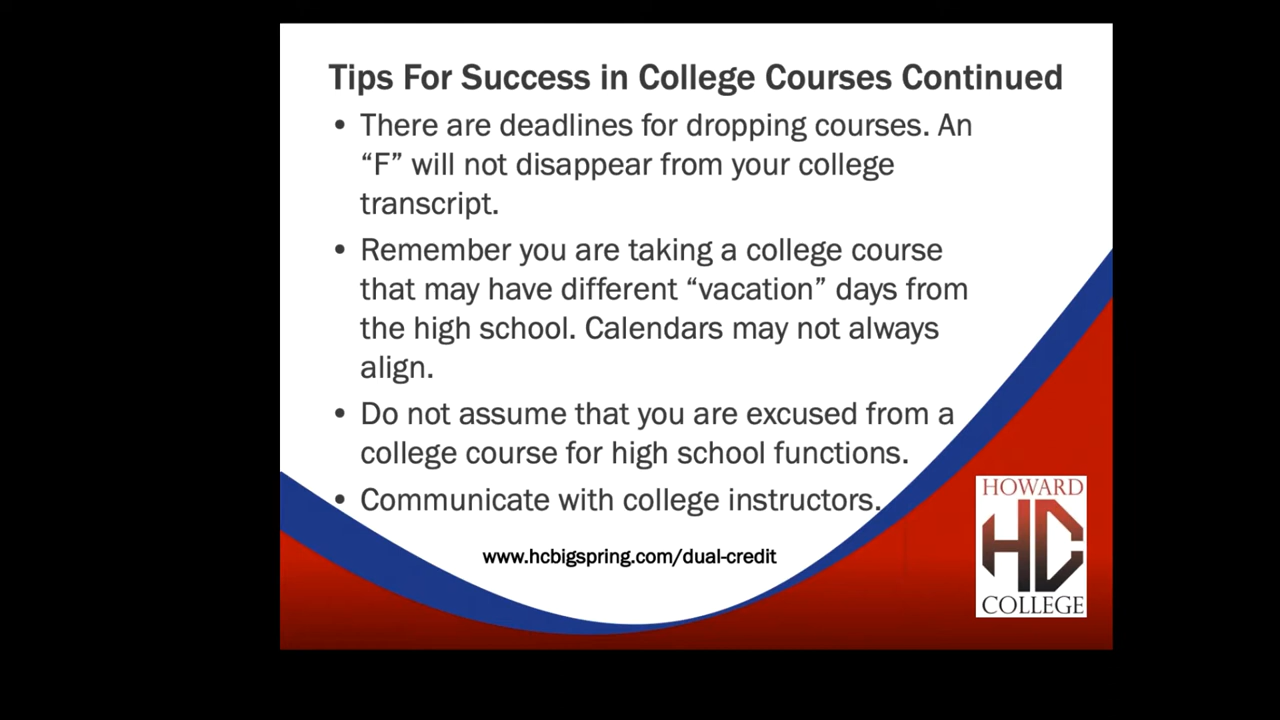 Tips For Success in College Courses Continued
• There are deadlines for dropping courses. An
“F” will not disappear from your college
transcript.
• Remember you are taking a college course
that may have different “vacation” days from
the high school. Calendars may not always
align.
• Do not assume that you are excused from a
college course for high school functions.
• Communicate with college instructors.
www.hcbigspring.com/dual-credit
HOWARD
HC
COLLEGE